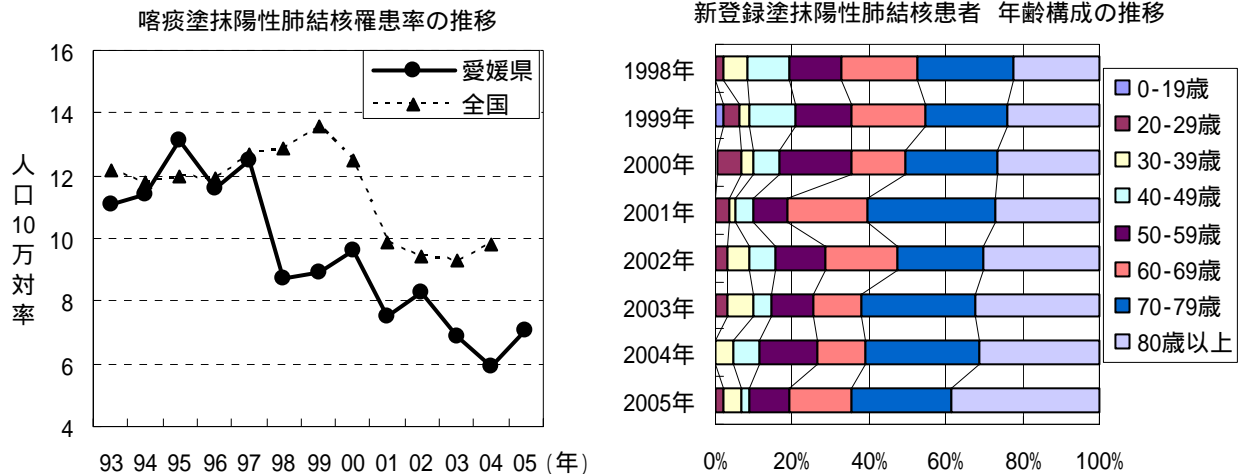 喀痰塗抹陽性肺結核罹患率の推移
16
14
12
10
8
6
4
人口10万対率
愛媛県
全国
93 94 95 96 97 98 99 00 01 02 03 04 05 (年)
新登録塗抹陽性肺結核患者 年齢構成の推移
1998年
1999年
2000年
2001年
2002年
2003年
2004年
2005年
0% 20% 40% 60% 80% 100%
0-19歳
20-29歳
30-39歳
40-49歳
50-59歳
60-69歳
70-79歳
80歳以上